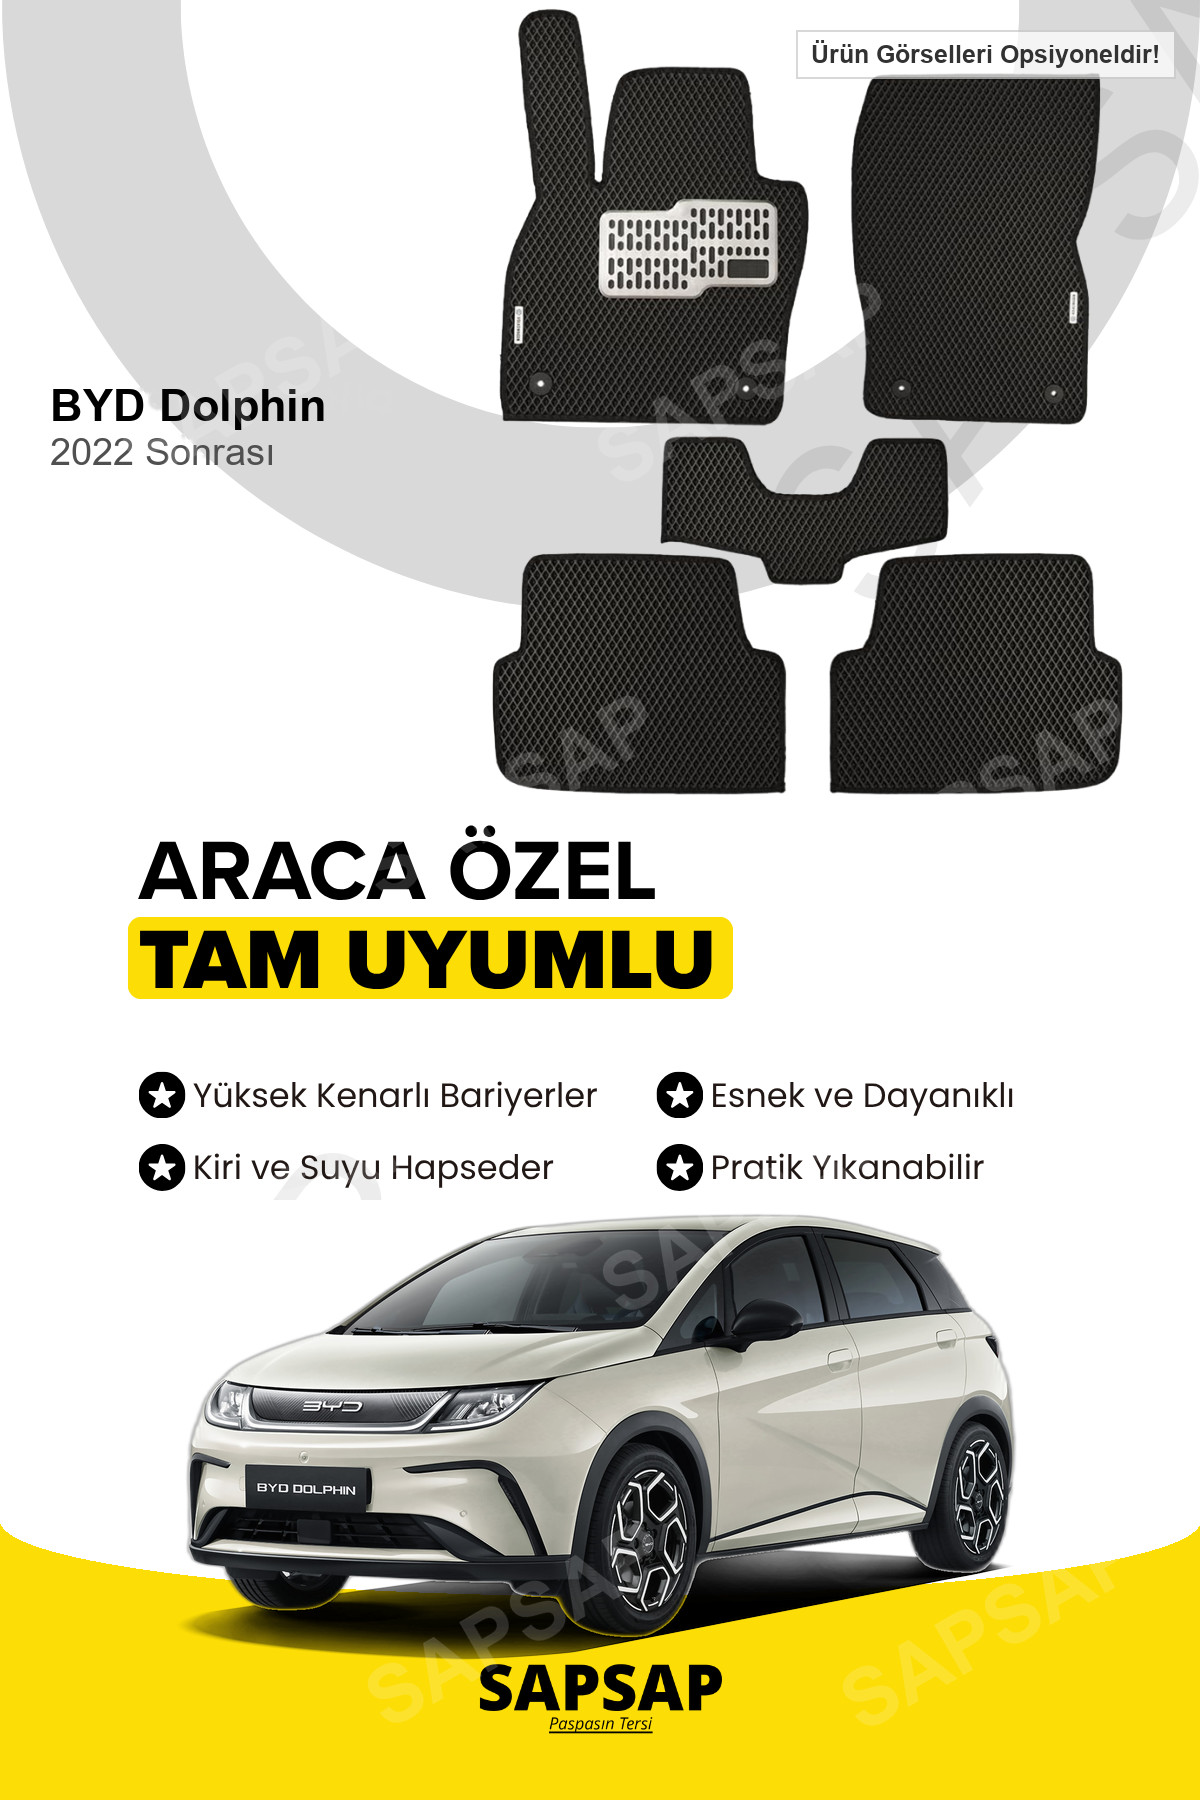 Ürün Görselleri Opsiyoneldir!
BYD Dolphin
2022 Sonrası
ARACA ÖZEL
TAM UYUMLU
Yüksek Kenarlı Bariyerler
Esnek ve Dayanıklı
Kiri ve Suyu Hapseder
Pratik Yıkanabilir
BYD
BYD DOLPHIN
SAPSAP
Paspasın Tersi